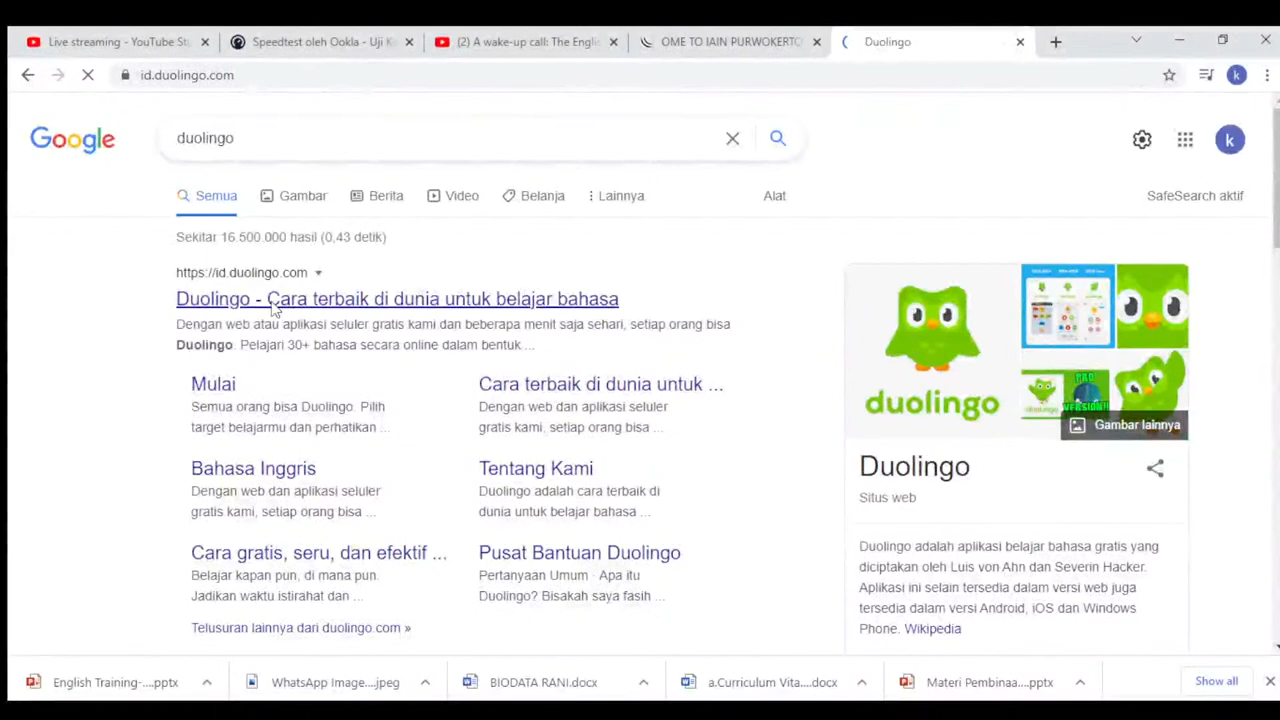 Live streaming - YouTube Stu
Speedtest oleh Ookla - Uji K
(2) A wake-up call: The Engli
OME TO IAIN PURWOKERTO
Duolingo
id.duolingo.com
k
Google
duolingo
k
Semua
Gambar
Berita
Video
Belanja
Lainnya
Alat
SafeSearch aktif
Sekitar 16.500.000 hasil (0,43 detik)
https://id.duolingo.com
Duolingo - Cara terbaik di dunia untuk belajar bahasa
Dengan web atau aplikasi seluler gratis kami dan beberapa menit saja sehari, setiap orang bisa
Duolingo. Pelajari 30+ bahasa secara online dalam bentuk ...
Mulai
Semua orang bisa Duolingo. Pilih
target belajarmu dan perhatikan ...
Cara terbaik di dunia untuk ...
Dengan web dan aplikasi seluler
gratis kami, setiap orang bisa ...
Bahasa Inggris
Dengan web dan aplikasi seluler
gratis kami, setiap orang bisa ...
Tentang Kami
Duolingo adalah cara terbaik di
dunia untuk belajar bahasa ...
Cara gratis, seru, dan efektif ...
Belajar kapan pun, di mana pun.
Jadikan waktu istirahat dan ...
Pusat Bantuan Duolingo
Pertanyaan Umum · Apa itu
Duolingo? Bisakah saya fasih ...
Telusuran lainnya dari duolingo.com »
duolingo
PRO
VERSION!!
Gambar lainnya
Duolingo
Situs web
Duolingo adalah aplikasi belajar bahasa gratis yang
diciptakan oleh Luis von Ahn dan Severin Hacker.
Aplikasi ini selain tersedia dalam versi web juga
tersedia dalam versi Android, iOS dan Windows
Phone. Wikipedia
English Training-....pptx
WhatsApp Image....jpeg
BIODATA RANI.docx
a.Curriculum Vita....docx
Materi Pembinaa....pptx
Show all